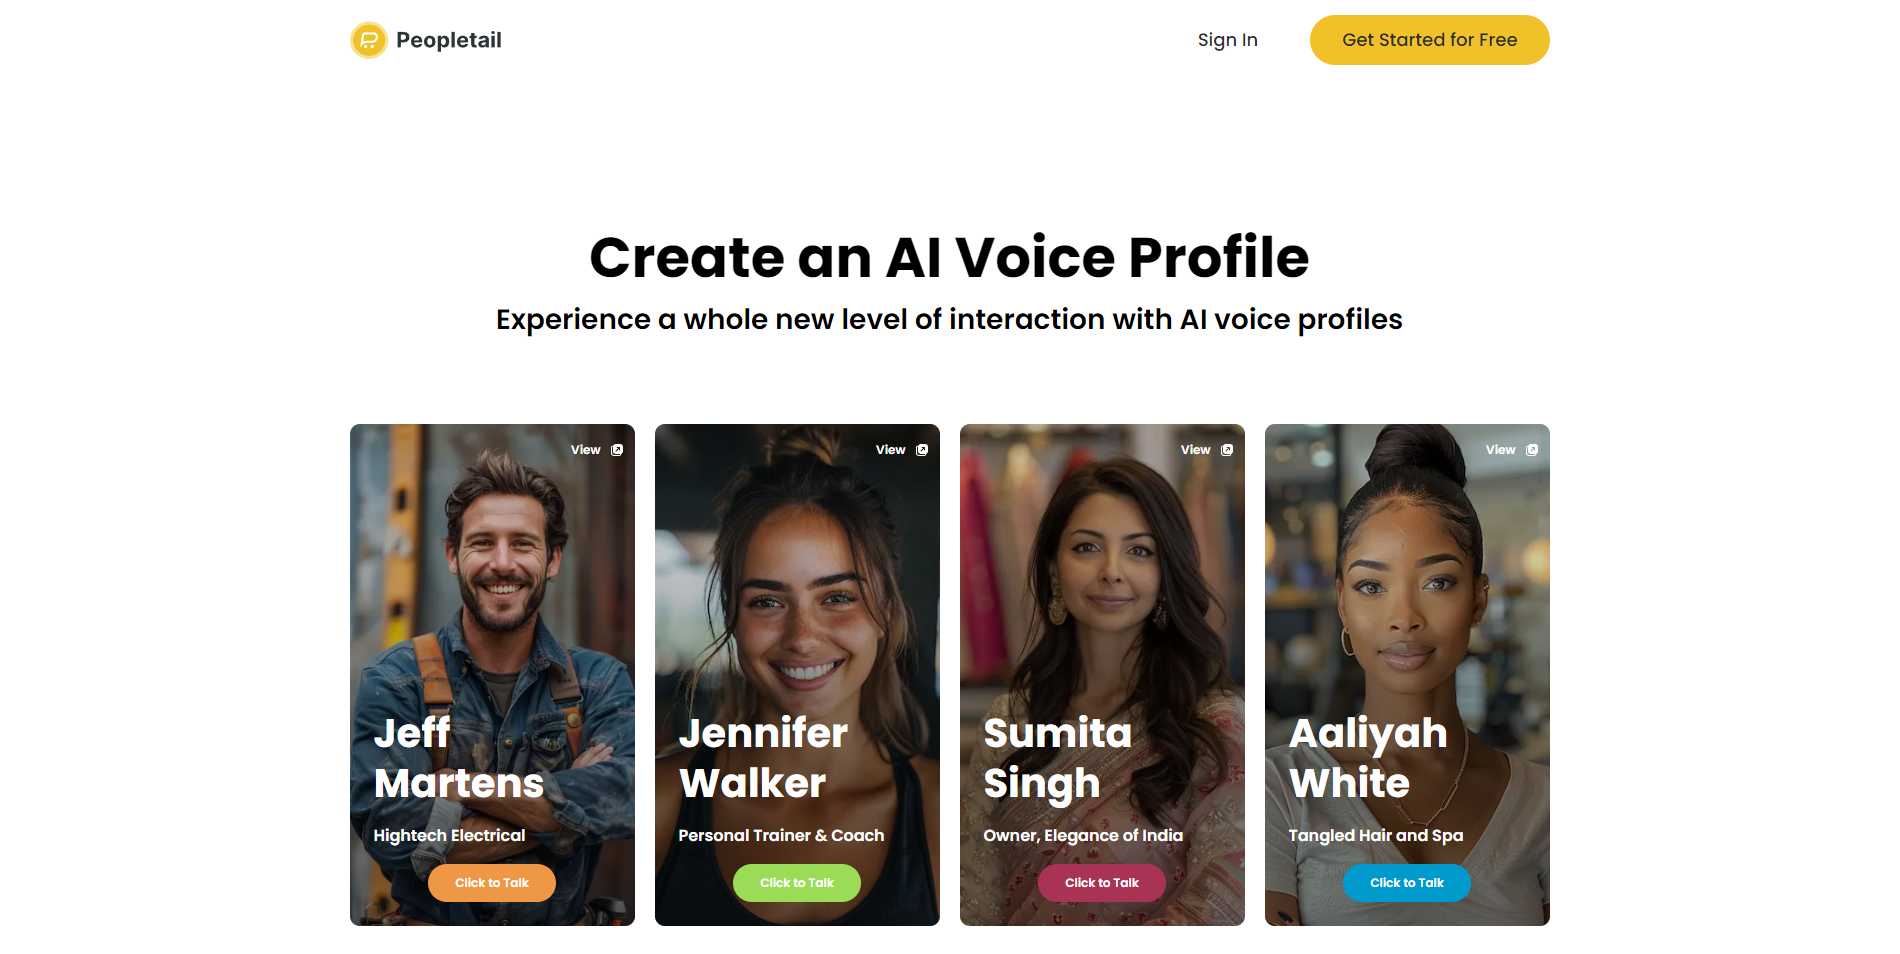 Peopletail
Sign In
Get Started for Free
Create an AI Voice Profile
Experience a whole new level of interaction with AI voice profiles
View
Jeff
Martens
Hightech Electrical
Click to Talk
View
Jennifer
Walker
Personal Trainer & Coach
Click to Talk
View
Sumita
Singh
Owner, Elegance of India
Click to Talk
View
Aaliyah
White
Tangled Hair and Spa
Click to Talk